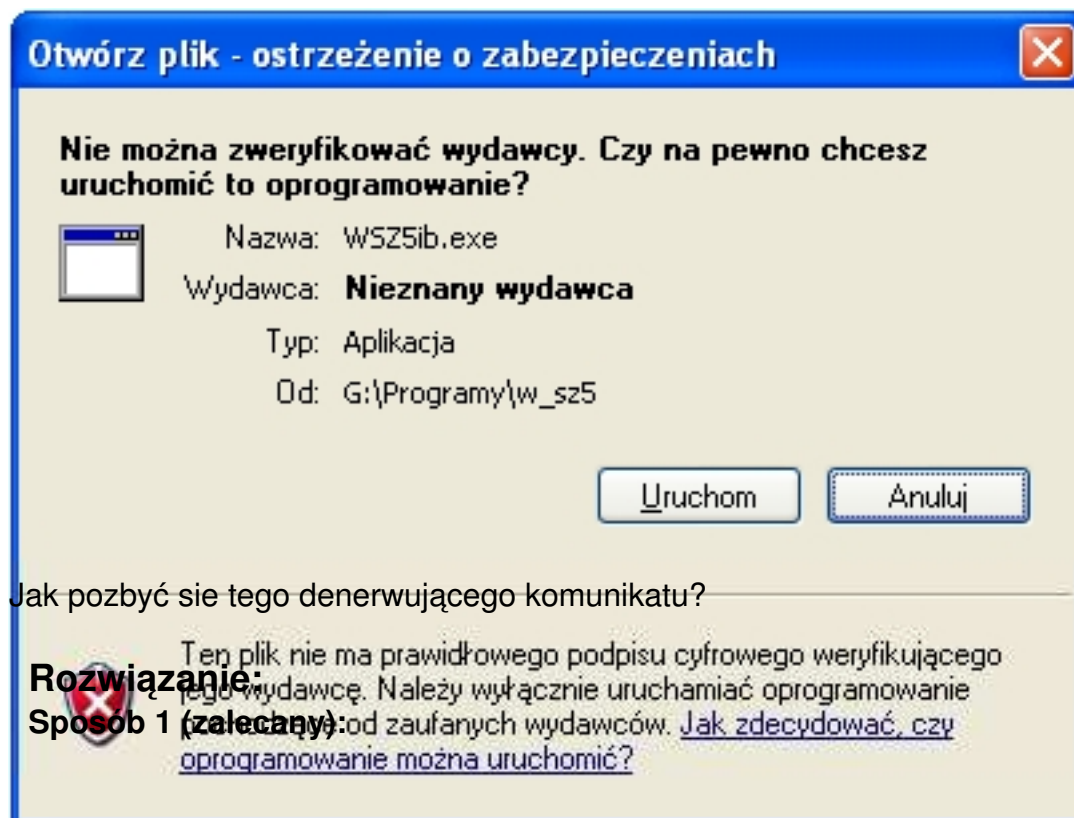 Otwórz plik - ostrzeżenie o zabezpieczeniach
Nie można zweryfikować wydawcy. Czy na pewno chcesz
uruchomić to oprogramowanie?
Nazwa: WSZ5ib.exe
Wydawca: Nieznany wydawca
Typ: Aplikacja
Od: G:\Programy\w_sz5
Uruchom Anuluj
Jak pozbyć sie tego denerwującego komunikatu?
Ten plik nie ma prawidłowego podpisu cyfrowego weryfikującego
Rozwiązanie:
jego wydawcę. Należy wyłącznie uruchamiać oprogramowanie
Sposób 1 (zalecany):
od zaufanych wydawców. Jak zdecydować, czy
oprogramowanie można uruchomić?